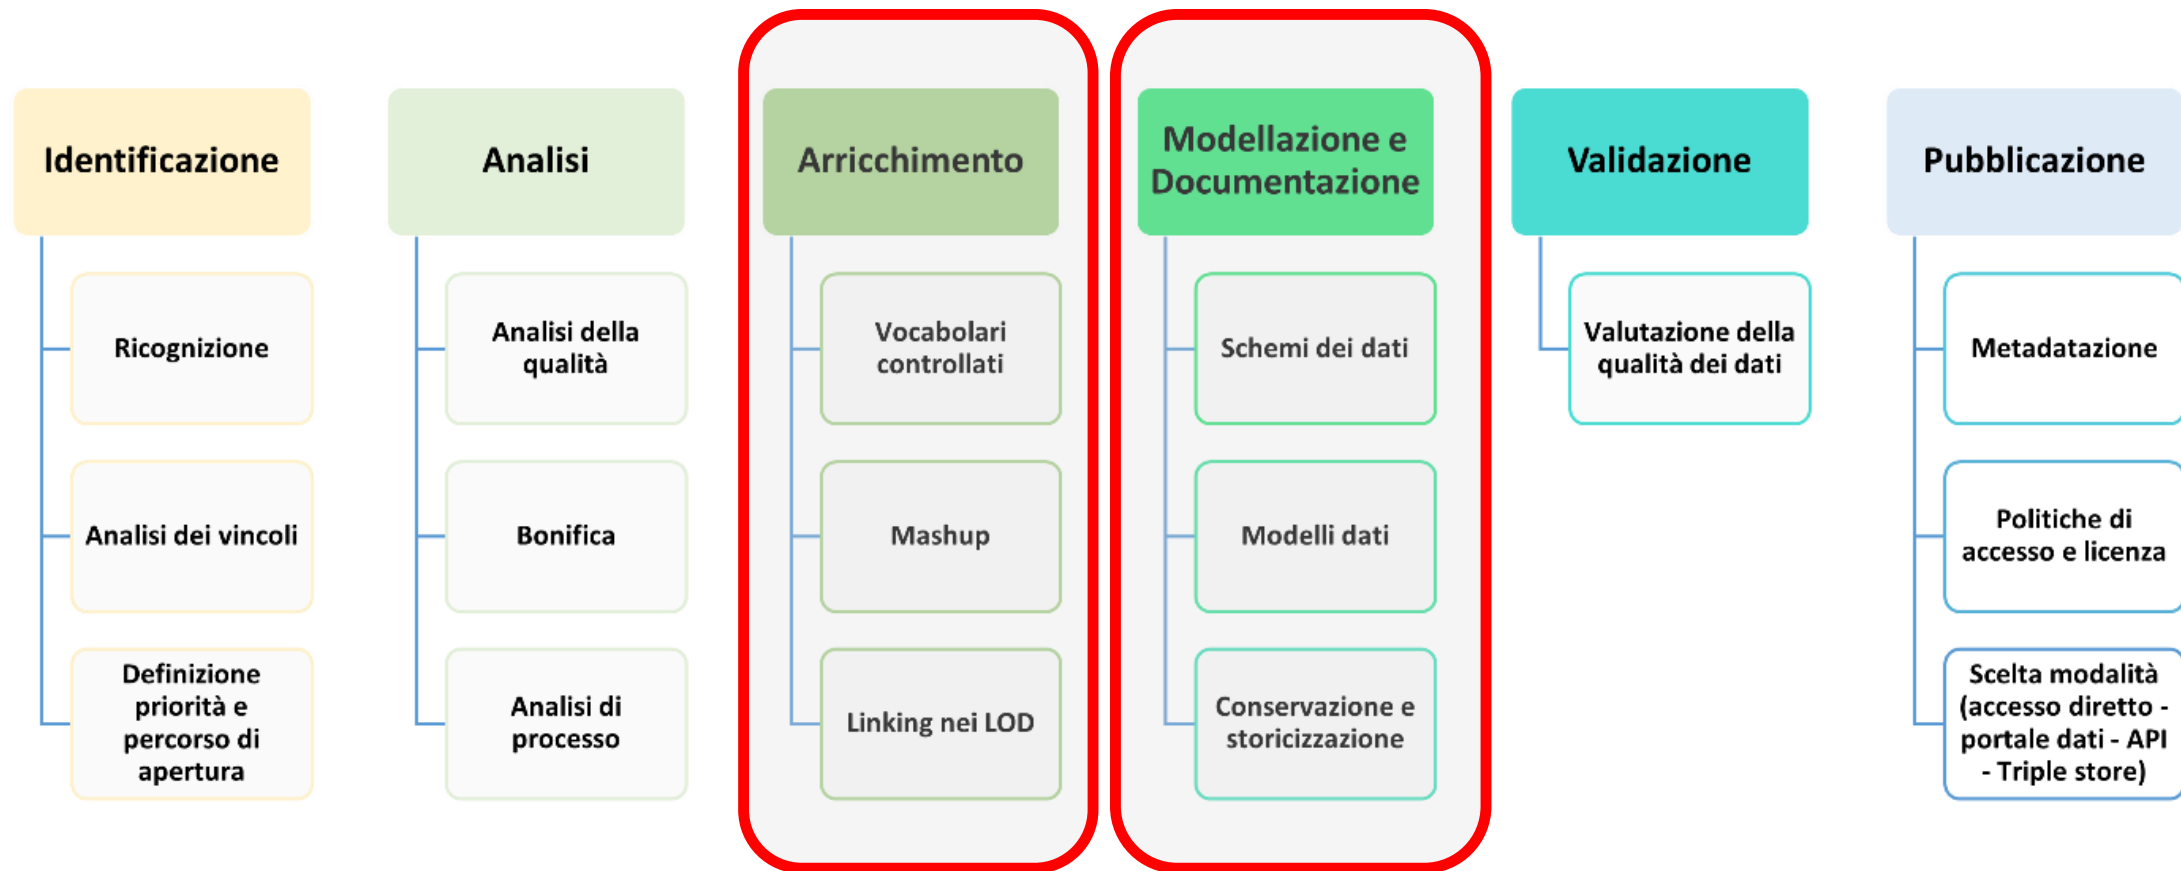 Identificazione
Ricognizione
Analisi dei vincoli
Definizione
priorità e
percorso di
apertura
Analisi
Analisi della
qualità
Bonifica
Analisi di
processo
Arricchimento
Vocabolari
controllati
Mashup
Linking nei LOD
Modellazione e
Documentazione
Schemi dei dati
Modelli dati
Conservazione e
storicizzazione
Validazione
Valutazione della
qualità dei dati
Pubblicazione
Metadatazione
Politiche di
accesso e licenza
Scelta modalità
(accesso diretto -
portale dati - API
- Triple store)